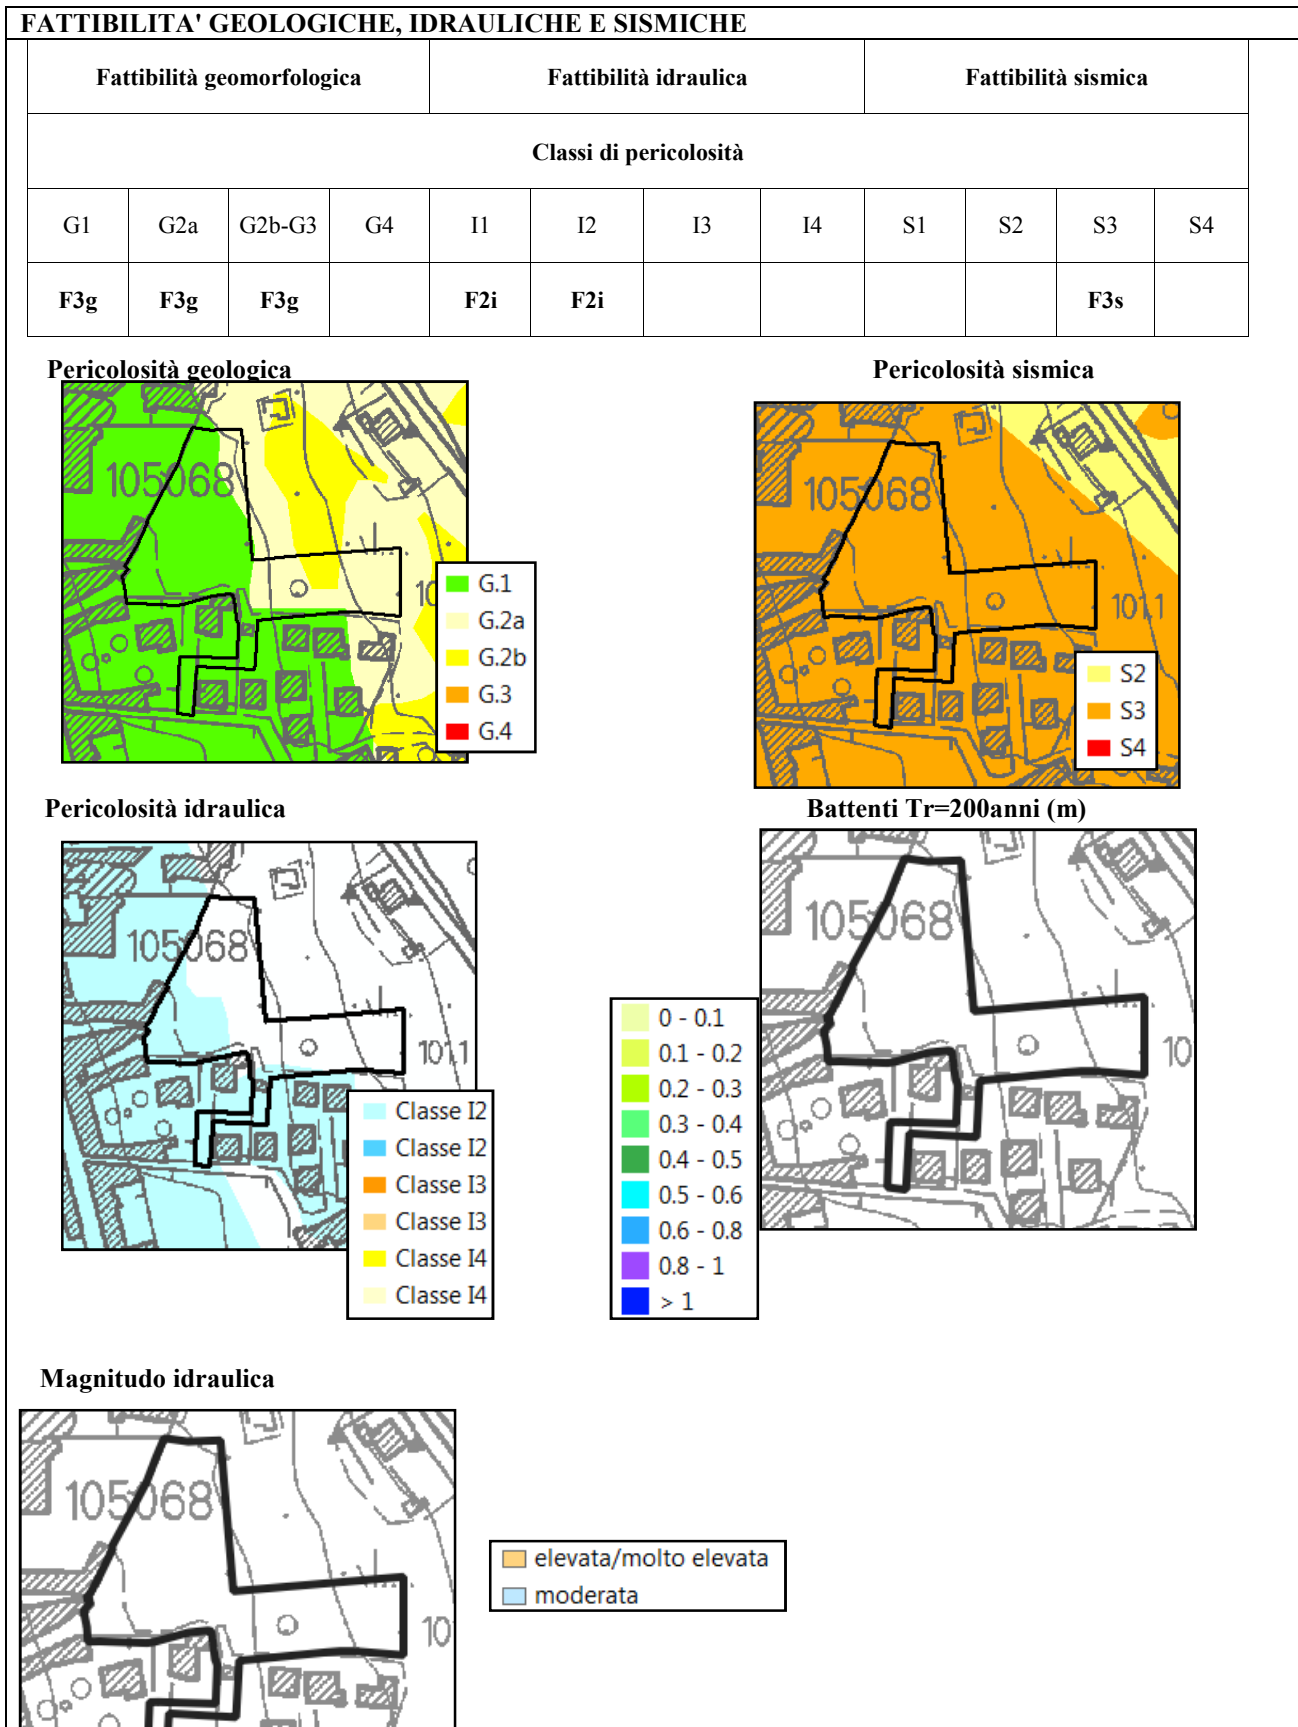 FATTIBILITA' GEOLOGICHE, IDRAULICHE E SISMICHE
Fattibilità geomorfologica Fattibilità idraulica Fattibilità sismica
Classi di pericolosità
G1 G2a G2b-G3 G4 I1 I2 I3 I4 S1 S2 S3 S4
F3g F3g F3g F2i F2i F3s
Pericolosità geologica
105068
10
G.1
G.2a
G.2b
G.3
G.4
Pericolosità sismica
105068
1011
S2
S3
S4
Pericolosità idraulica
105068
1011
Classe I2
Classe I2
Classe I3
Classe I3
Classe I4
Classe I4
Battenti Tr=200anni (m)
105068
10
0 - 0.1
0.1 - 0.2
0.2 - 0.3
0.3 - 0.4
0.4 - 0.5
0.5 - 0.6
0.6 - 0.8
0.8 - 1
> 1
Magnitudo idraulica
105068
10
elevata/molto elevata
moderata